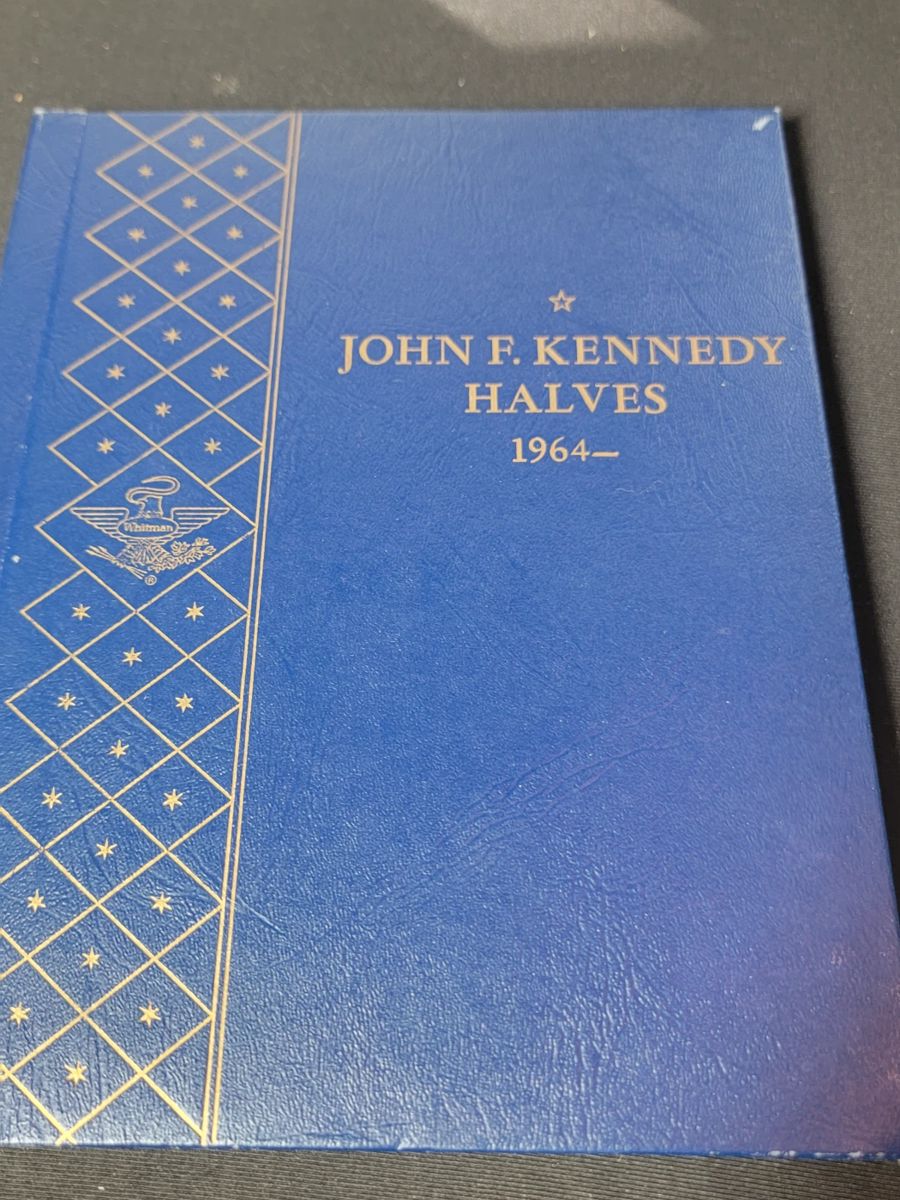 JOHN F. KENNEDY
HALVES
1964—
Whitman
®